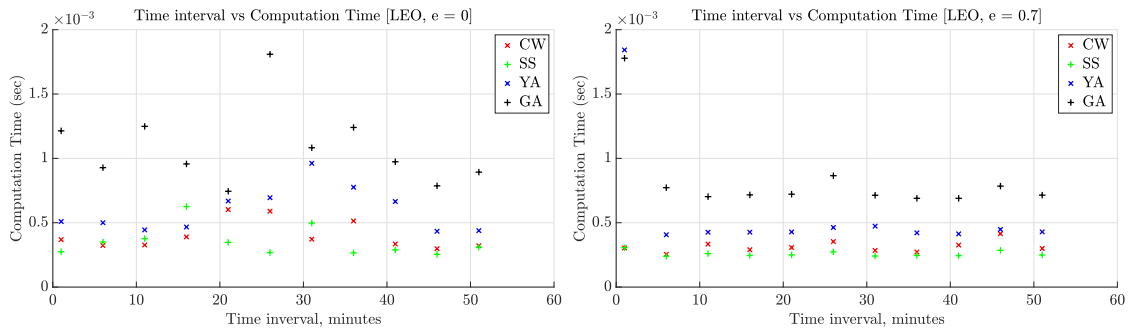 Time interval vs Computation Time [LEO, e = 0]
×10⁻³
2
1.5
1
0.5
0
Computation Time (sec)
CW
SS
YA
GA
0 10 20 30 40 50 60
Time inverval, minutes
Time interval vs Computation Time [LEO, e = 0.7]
×10⁻³
2
1.5
1
0.5
0
Computation Time (sec)
CW
SS
YA
GA
0 10 20 30 40 50 60
Time inverval, minutes